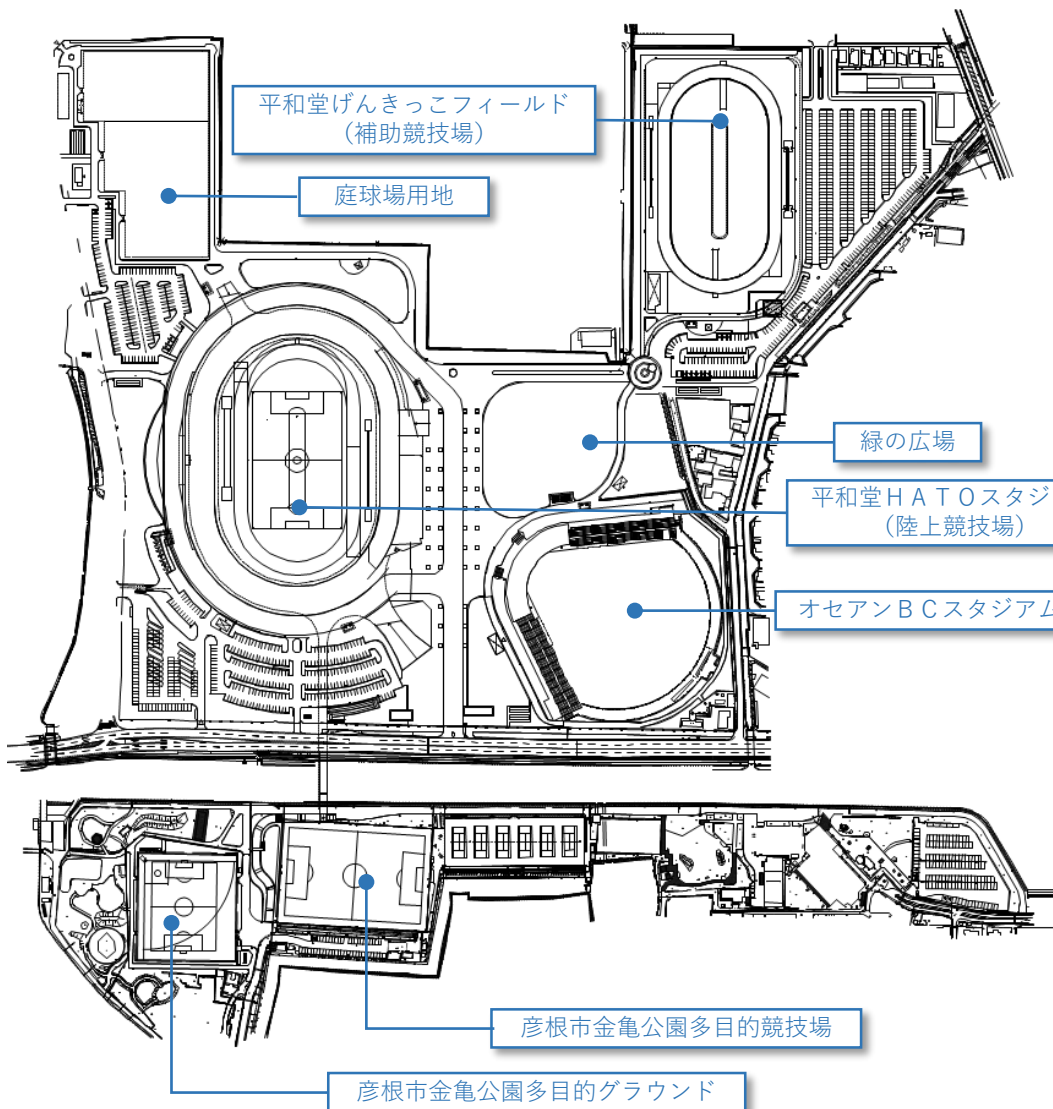 平和堂げんきっこフィールド
（補助競技場）
庭球場用地
緑の広場
平和堂ＨＡＴＯスタジ
（陸上競技場）
オセアンＢＣスタジアム
彦根市金亀公園多目的競技場
彦根市金亀公園多目的グラウンド